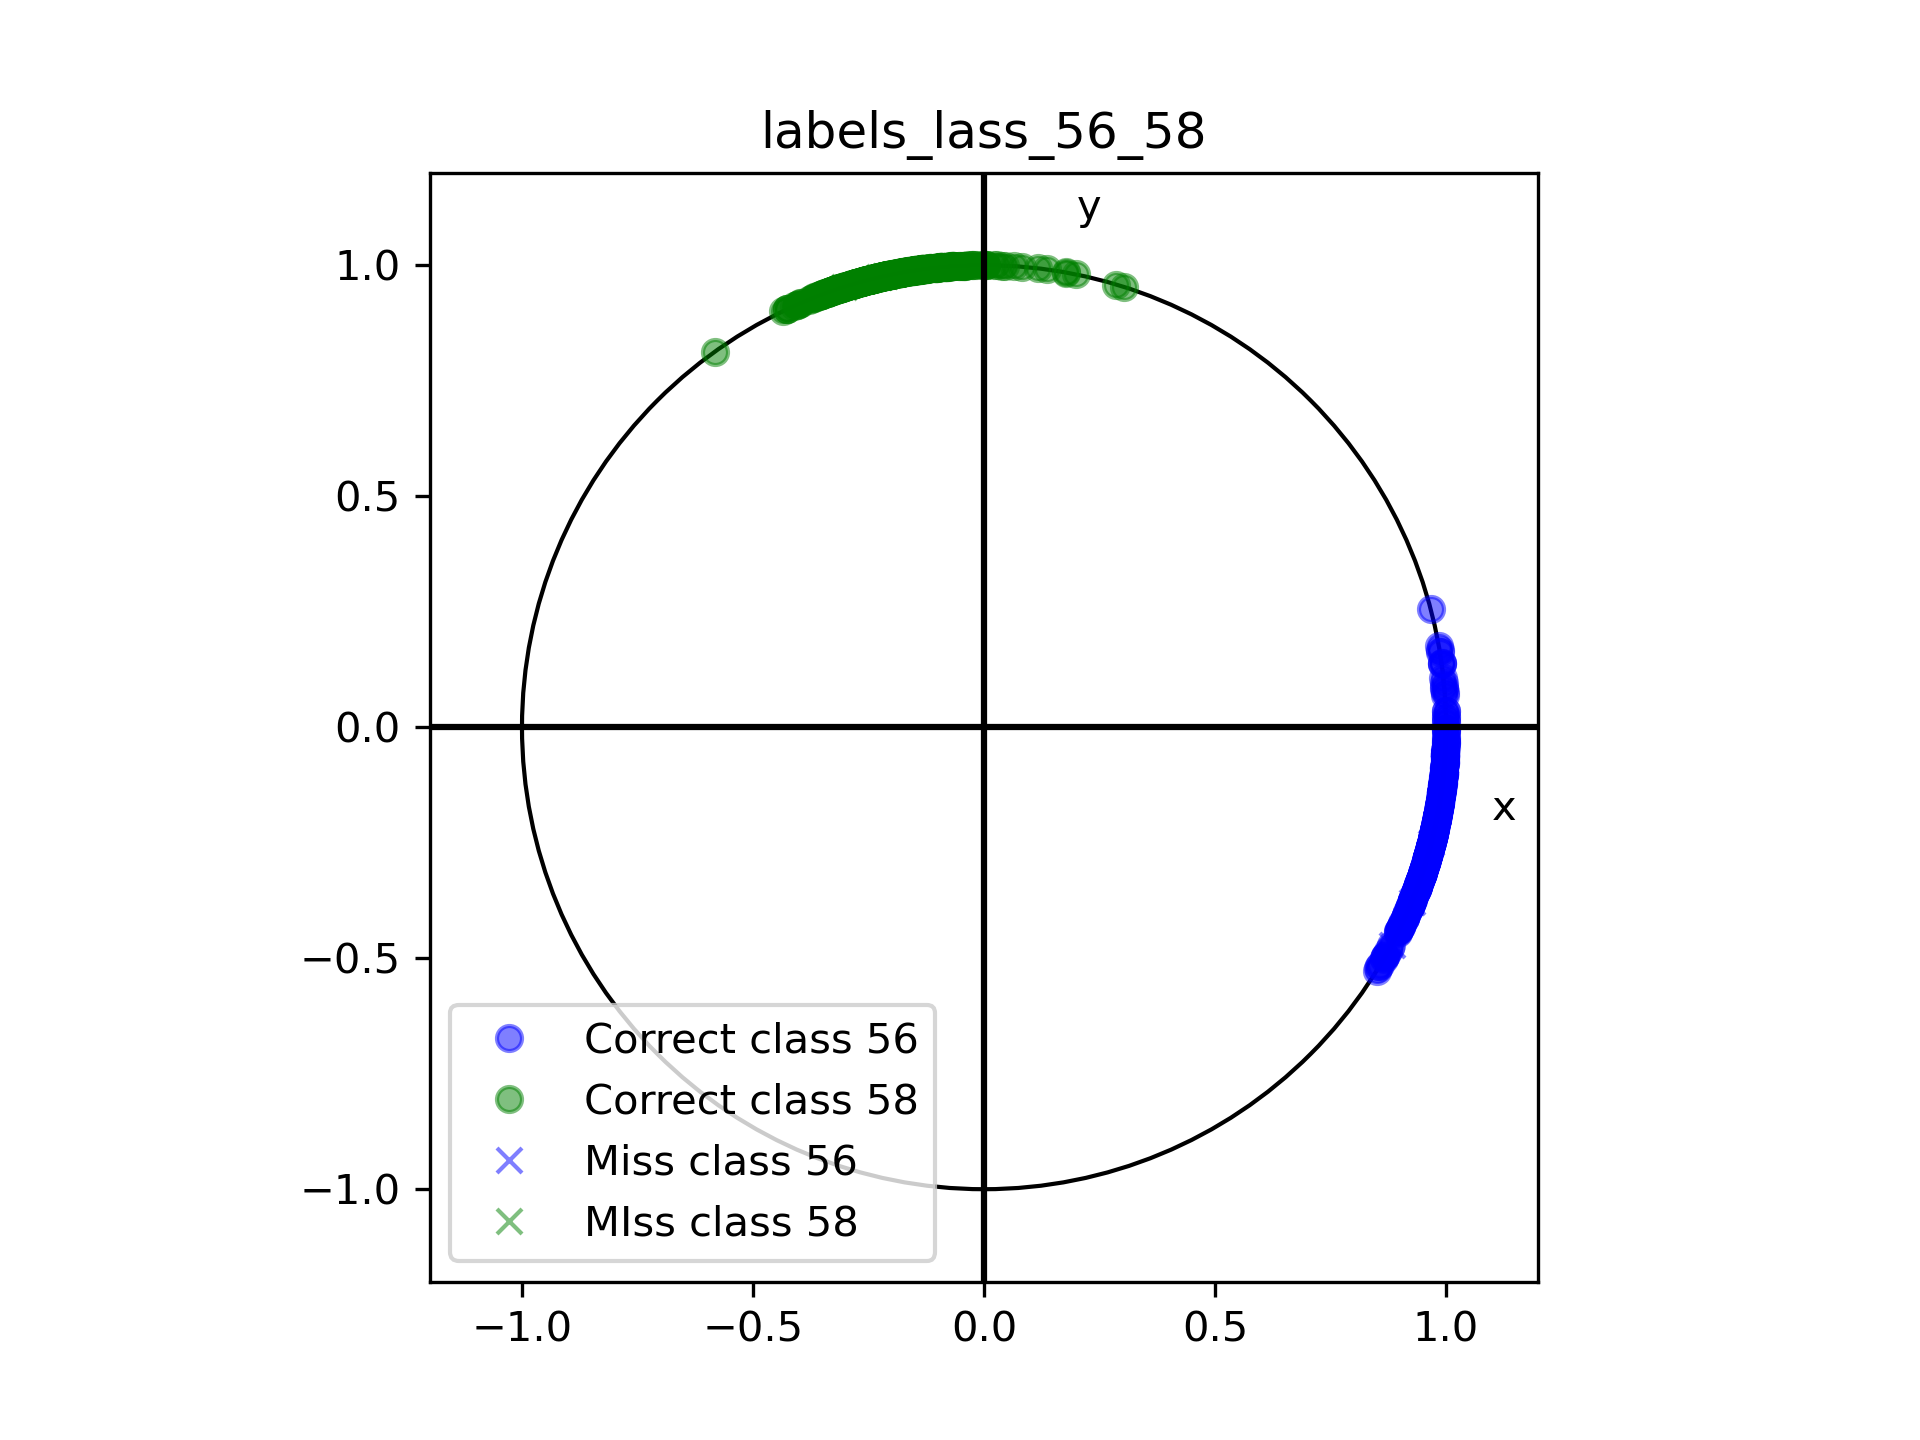 labels_lass_56_58
y
1.0
0.5
0.0
−0.5
−1.0
x
Correct class 56
Correct class 58
Miss class 56
MIss class 58
−1.0 −0.5 0.0 0.5 1.0